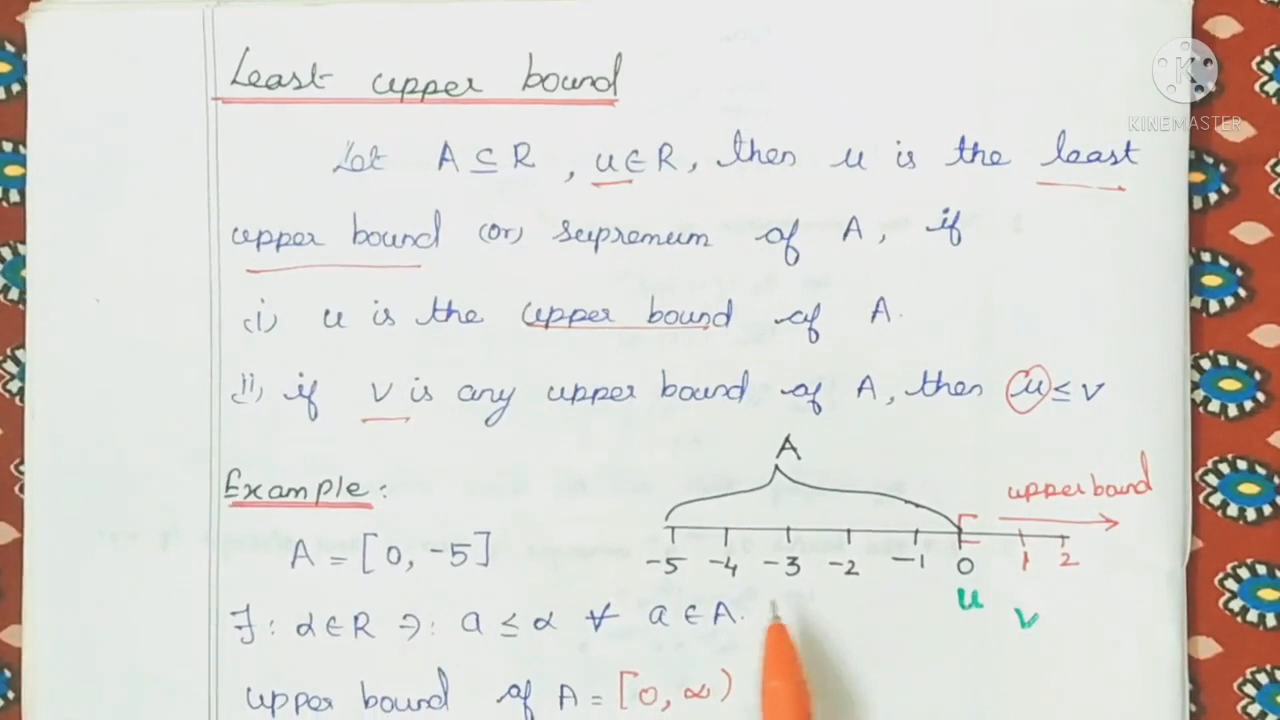 Least upper bound
K
KINEMASTER
Let A ⊆ R, u ∈ R, then u is the least
upper bound (or) supremum of A, if
(i) u is the upper bound of A.
(ii) if v is any upper bound of A, then u ≤ v
Example:
A
upperbound
A = [0, -5]
-5 -4 -3 -2 -1 0 1 2
u v
∃: α ∈ R ∋: a ≤ α ∀ a ∈ A.
upper bound of A = [0, ∞)